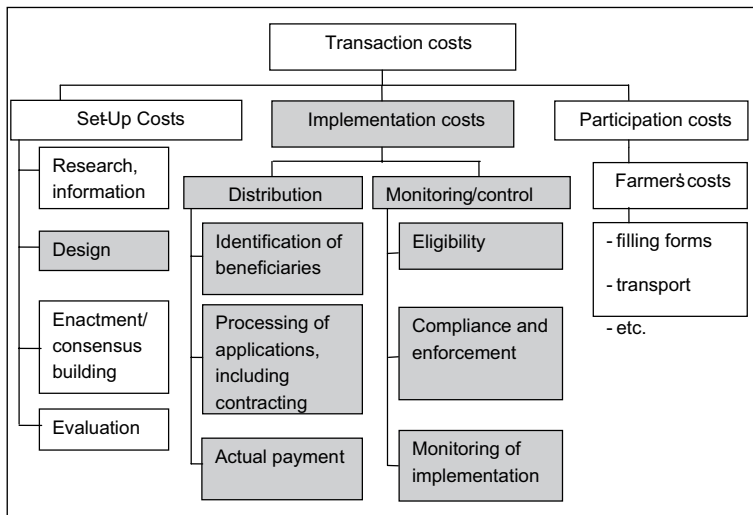 Transaction costs
Set-Up Costs
Implementation costs
Participation costs
Research,
information
Design
Enactment/
consensus
building
Evaluation
Distribution
Identification of
beneficiaries
Processing of
applications,
including
contracting
Actual payment
Monitoring/control
Eligibility
Compliance and
enforcement
Monitoring of
implementation
Farmer's costs
- filling forms
- transport
- etc.